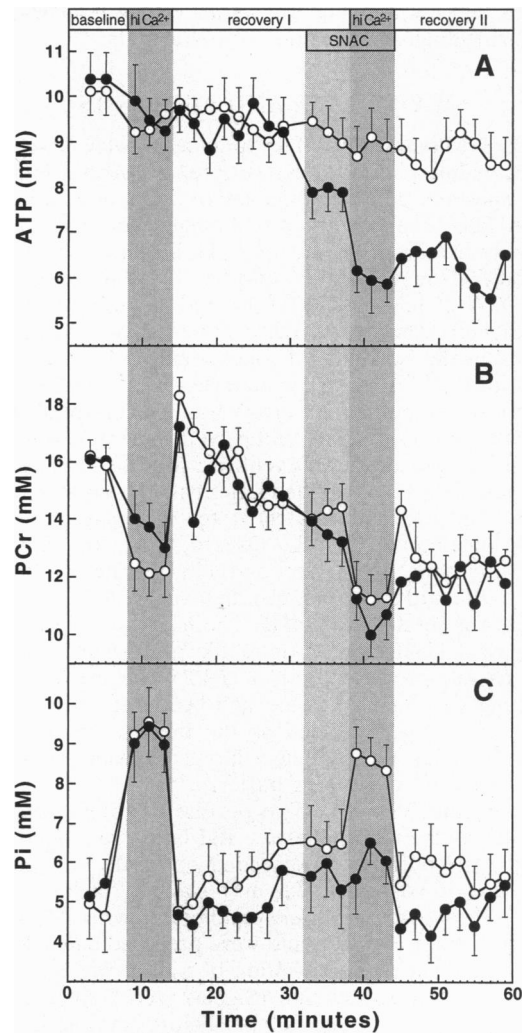 baseline hi Ca²⁺ recovery I hi Ca²⁺ recovery II
SNAC
A
11
10
9
8
7
6
5
ATP (mM)
B
18
16
14
12
10
PCr (mM)
C
10
9
8
7
6
5
4
Pi (mM)
0 10 20 30 40 50 60
Time (minutes)